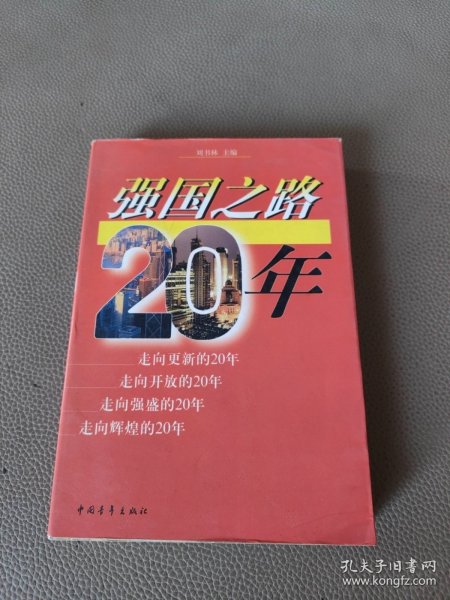 刘书林 主编
强国之路
20年
走向更新的20年
走向开放的20年
走向强盛的20年
走向辉煌的20年
中国青年出版社
孔夫子旧书网
www.kongfz.com